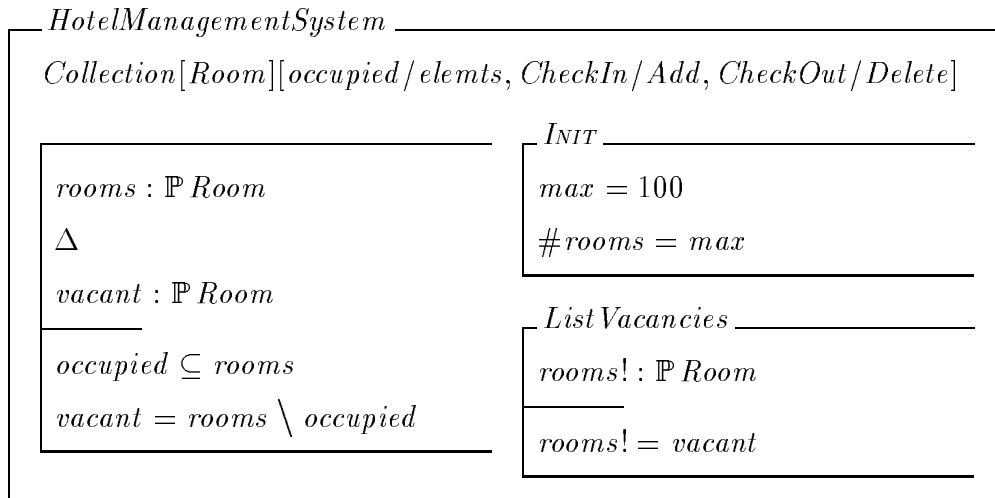 HotelManagementSystem
Collection[Room][occupied/elemts, CheckIn/Add, CheckOut/Delete]
rooms : ℙ Room
Δ
vacant : ℙ Room
occupied ⊆ rooms
vacant = rooms \ occupied
INIT
max = 100
#rooms = max
ListVacancies
rooms! : ℙ Room
rooms! = vacant